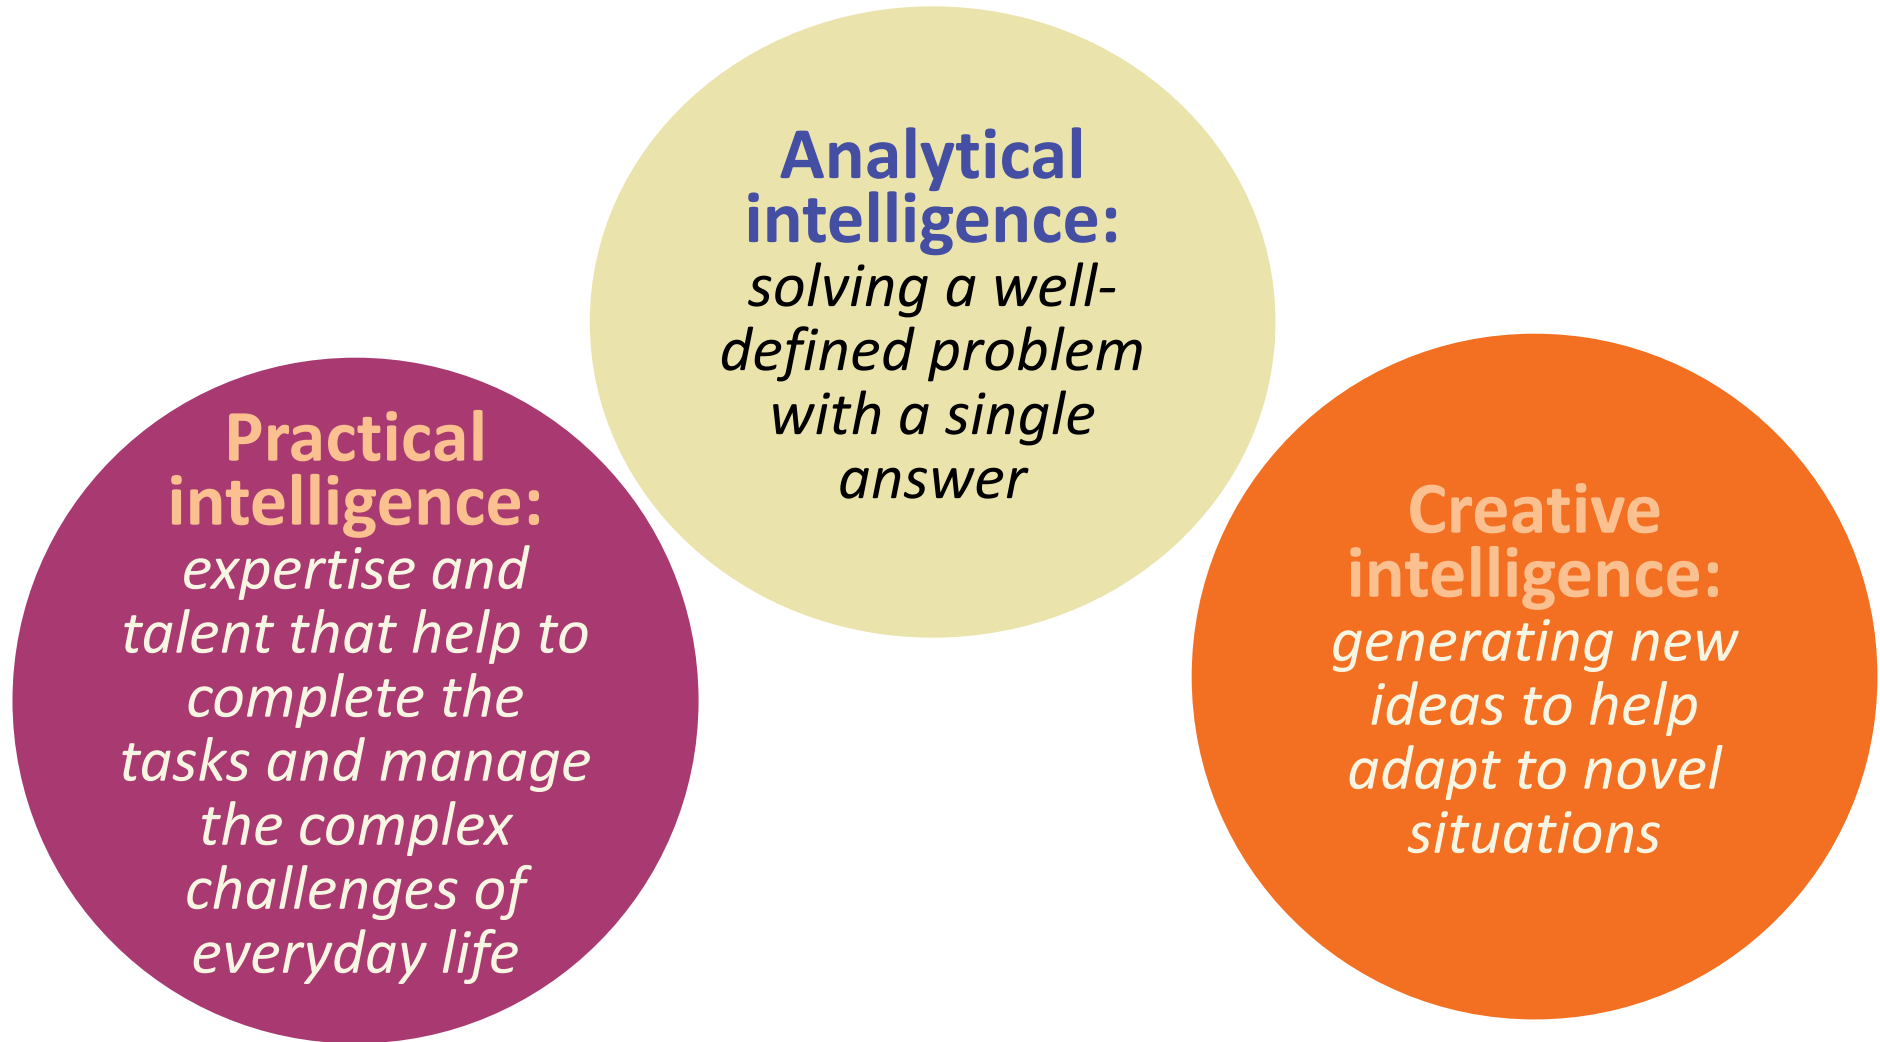 Analytical
intelligence:
solving a well-
defined problem
with a single
answer
Practical
intelligence:
expertise and
talent that help to
complete the
tasks and manage
the complex
challenges of
everyday life
Creative
intelligence:
generating new
ideas to help
adapt to novel
situations